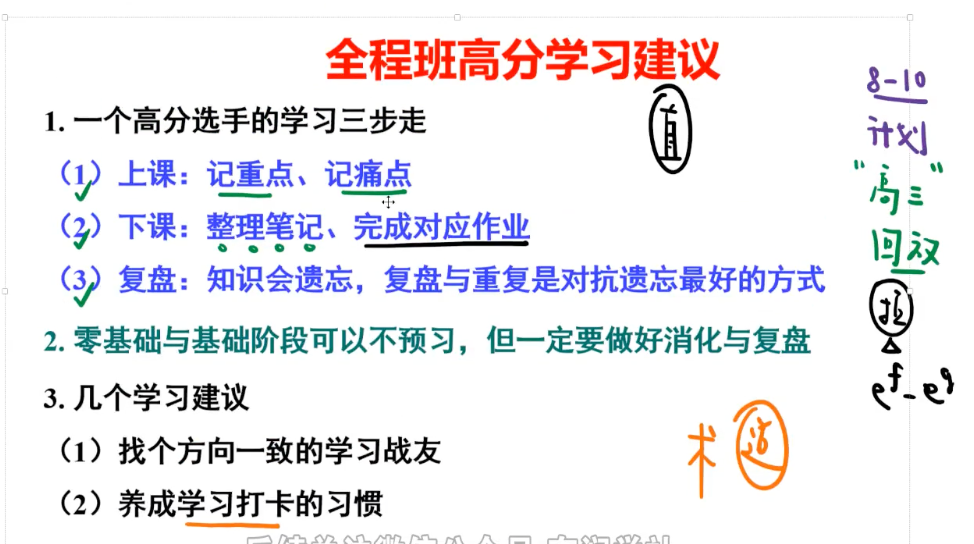 全程班高分学习建议
1. 一个高分选手的学习三步走
（1）上课：记重点、记痛点
（2）下课：整理笔记、完成对应作业
（3）复盘：知识会遗忘，复盘与重复是对抗遗忘最好的方式
2. 零基础与基础阶段可以不预习，但一定要做好消化与复盘
3. 几个学习建议
（1）找个方向一致的学习战友
（2）养成学习打卡的习惯
直
8-10
计划
"高三"
回放
e^f-e^g
术